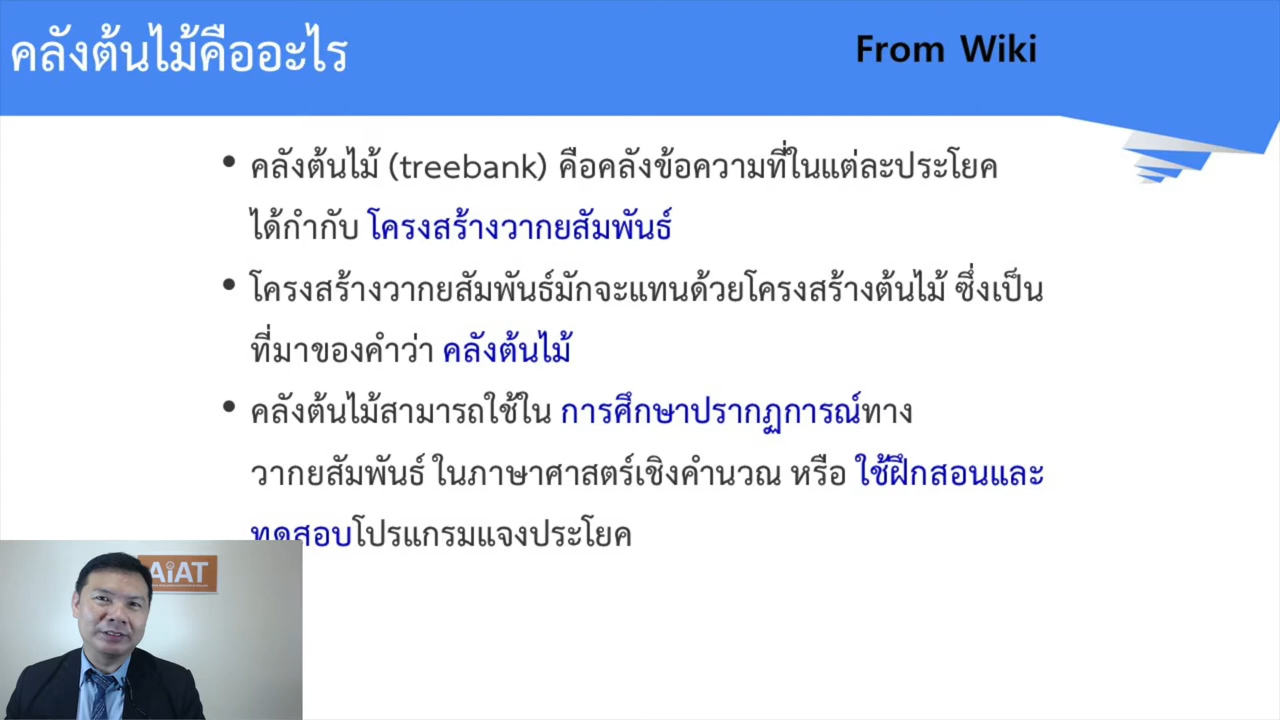 คลังต้นไม้คืออะไร
From Wiki
• คลังต้นไม้ (treebank) คือคลังข้อความที่ในแต่ละประโยค
ได้กำกับ โครงสร้างวากยสัมพันธ์
• โครงสร้างวากยสัมพันธ์มักจะแทนด้วยโครงสร้างต้นไม้ ซึ่งเป็น
ที่มาของคำว่า คลังต้นไม้
• คลังต้นไม้สามารถใช้ใน การศึกษาปรากฏการณ์ทาง
วากยสัมพันธ์ ในภาษาศาสตร์เชิงคำนวณ หรือ ใช้ฝึกสอนและ
ทดสอบโปรแกรมแจงประโยค
AiAT